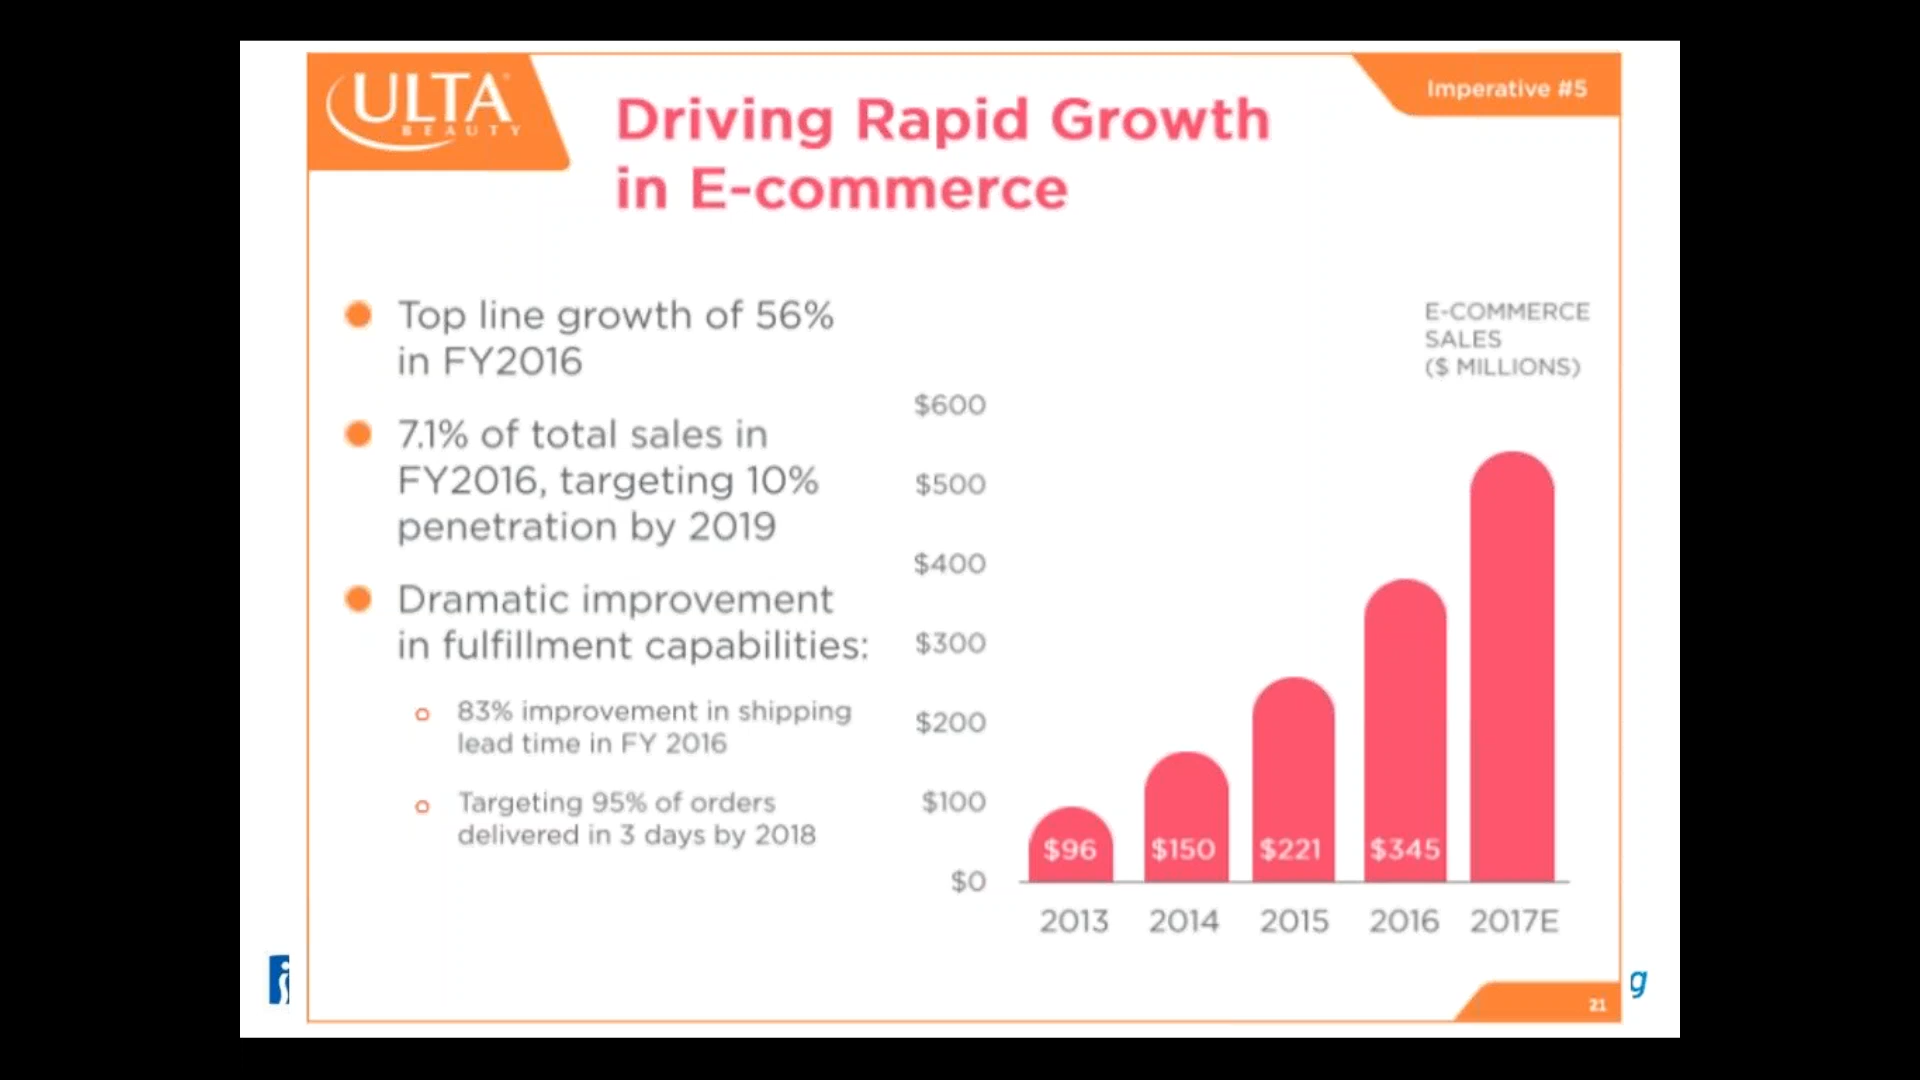 ULTA
BEAUTY
Imperative #5
Driving Rapid Growth
in E-commerce
Top line growth of 56%
in FY2016
7.1% of total sales in
FY2016, targeting 10%
penetration by 2019
Dramatic improvement
in fulfillment capabilities:
83% improvement in shipping
lead time in FY 2016
Targeting 95% of orders
delivered in 3 days by 2018
E-COMMERCE
SALES
($ MILLIONS)
$600
$500
$400
$300
$200
$100
$0
$96 $150 $221 $345
2013 2014 2015 2016 2017E
g
21